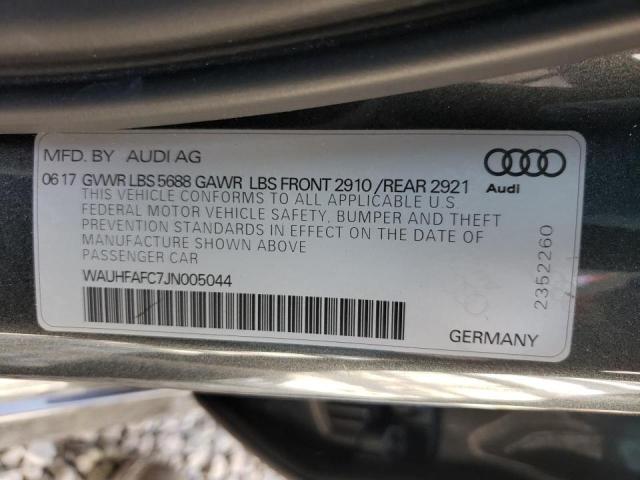 MFD. BY AUDI AG
06 17 GVWR LBS 5688 GAWR LBS FRONT 2910 /REAR 2921
THIS VEHICLE CONFORMS TO ALL APPLICABLE U.S.
FEDERAL MOTOR VEHICLE SAFETY, BUMPER AND THEFT
PREVENTION STANDARDS IN EFFECT ON THE DATE OF
MANUFACTURE SHOWN ABOVE
PASSENGER CAR
WAUHFAFC7JN005044
Audi
2352260
GERMANY